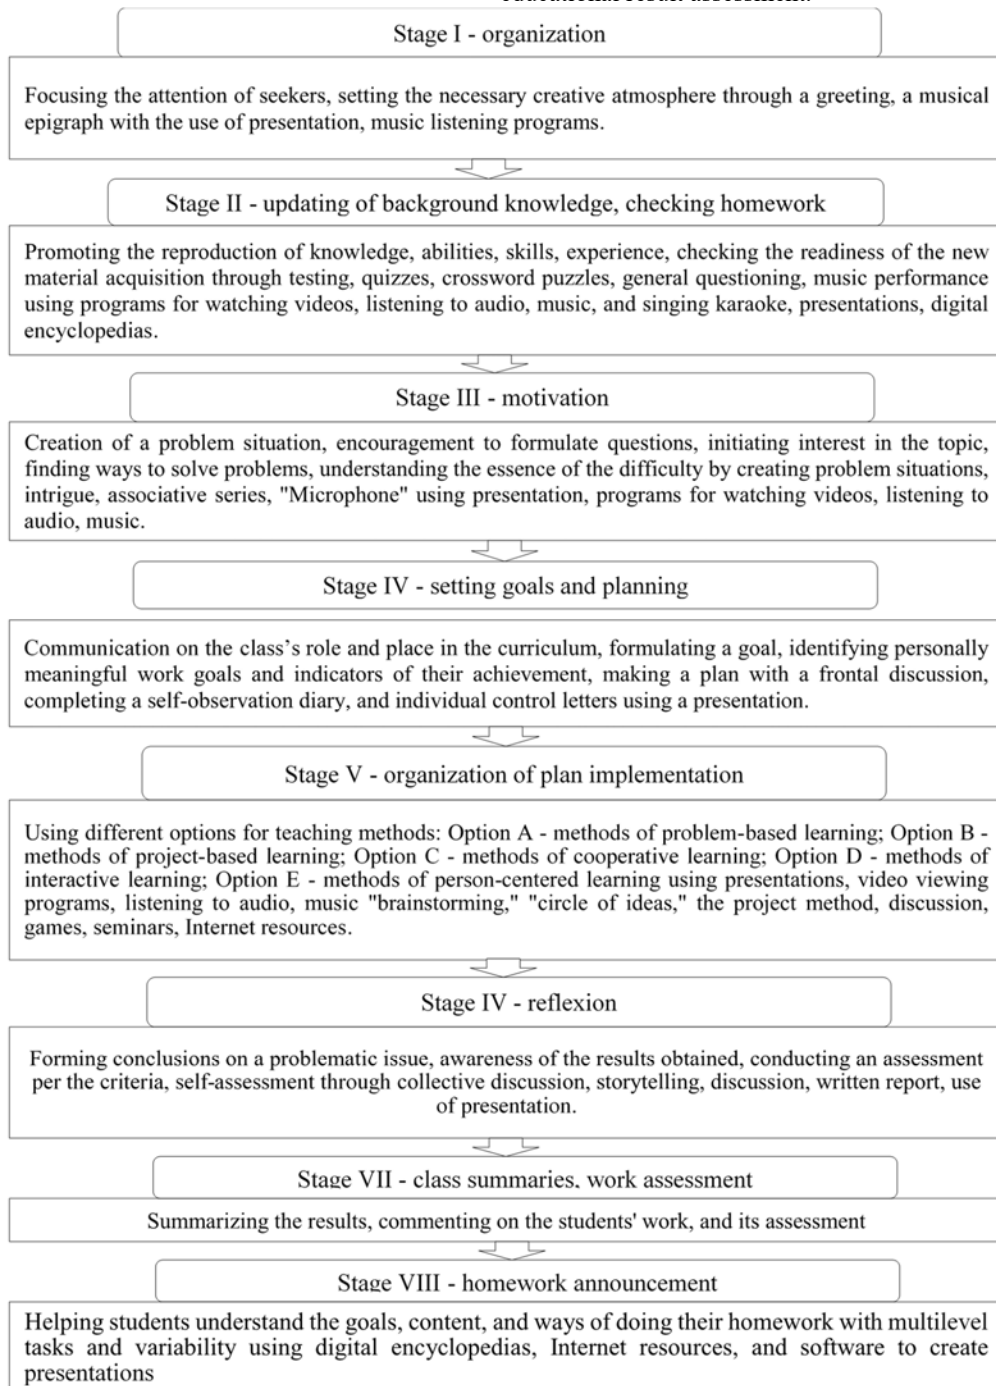 educational result assessment.
Stage I - organization
Focusing the attention of seekers, setting the necessary creative atmosphere through a greeting, a musical
epigraph with the use of presentation, music listening programs.
Stage II - updating of background knowledge, checking homework
Promoting the reproduction of knowledge, abilities, skills, experience, checking the readiness of the new
material acquisition through testing, quizzes, crossword puzzles, general questioning, music performance
using programs for watching videos, listening to audio, music, and singing karaoke, presentations, digital
encyclopedias.
Stage III - motivation
Creation of a problem situation, encouragement to formulate questions, initiating interest in the topic,
finding ways to solve problems, understanding the essence of the difficulty by creating problem situations,
intrigue, associative series, "Microphone" using presentation, programs for watching videos, listening to
audio, music.
Stage IV - setting goals and planning
Communication on the class’s role and place in the curriculum, formulating a goal, identifying personally
meaningful work goals and indicators of their achievement, making a plan with a frontal discussion,
completing a self-observation diary, and individual control letters using a presentation.
Stage V - organization of plan implementation
Using different options for teaching methods: Option A - methods of problem-based learning; Option B -
methods of project-based learning; Option C - methods of cooperative learning; Option D - methods of
interactive learning; Option E - methods of person-centered learning using presentations, video viewing
programs, listening to audio, music "brainstorming," "circle of ideas," the project method, discussion,
games, seminars, Internet resources.
Stage IV - reflexion
Forming conclusions on a problematic issue, awareness of the results obtained, conducting an assessment
per the criteria, self-assessment through collective discussion, storytelling, discussion, written report, use
of presentation.
Stage VII - class summaries, work assessment
Summarizing the results, commenting on the students' work, and its assessment
Stage VIII - homework announcement
Helping students understand the goals, content, and ways of doing their homework with multilevel
tasks and variability using digital encyclopedias, Internet resources, and software to create
presentations